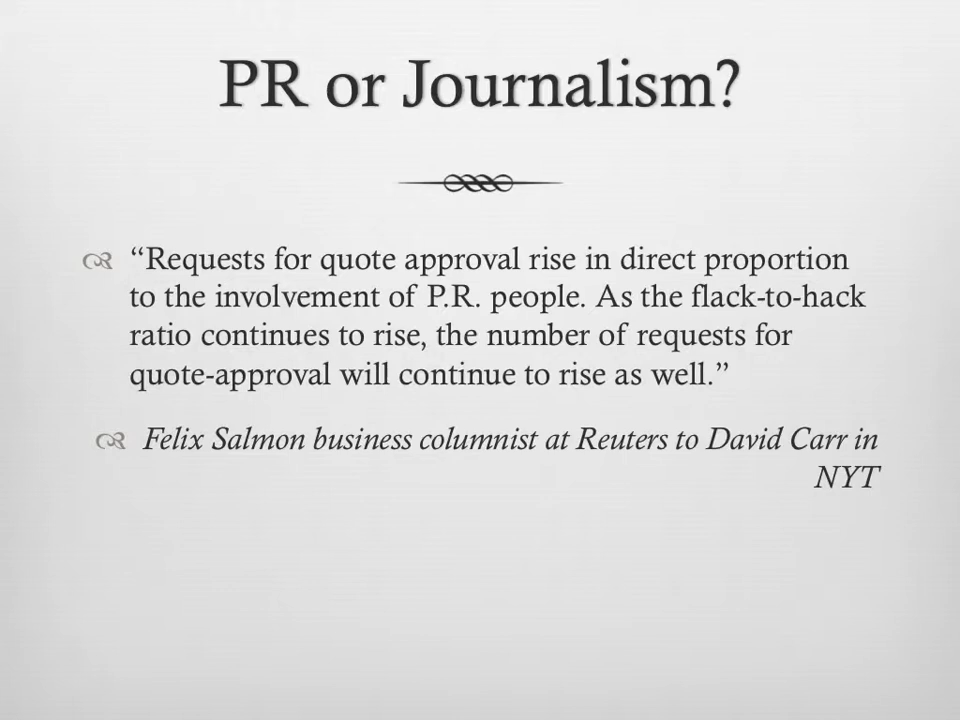 PR or Journalism?
“Requests for quote approval rise in direct proportion
to the involvement of P.R. people. As the flack-to-hack
ratio continues to rise, the number of requests for
quote-approval will continue to rise as well.”
Felix Salmon business columnist at Reuters to David Carr in
NYT